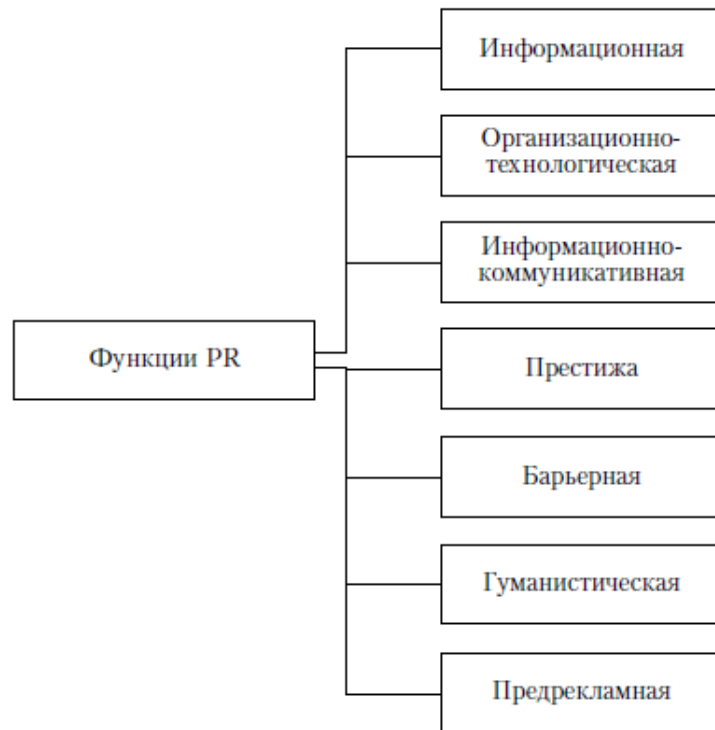 Информационная
Организационно-
технологическая
Информационно-
коммуникативная
Функции PR
Престижа
Барьерная
Гуманистическая
Предрекламная